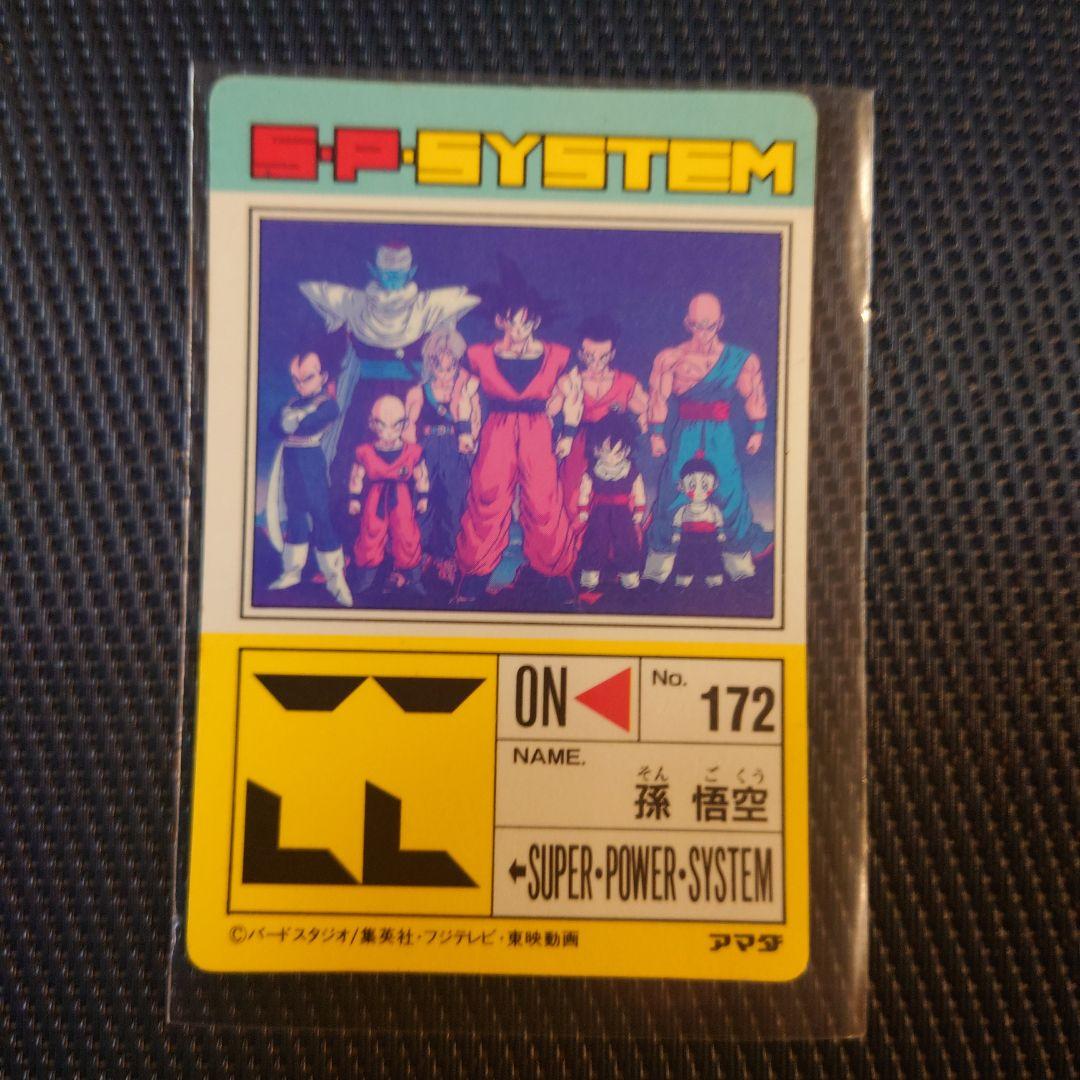 S·P·SYSTEM
ON
No.
172
NAME.
そん ご くう
孫 悟空
←SUPER・POWER・SYSTEM
©バードスタジオ/集英社・フジテレビ・東映動画
アマダ